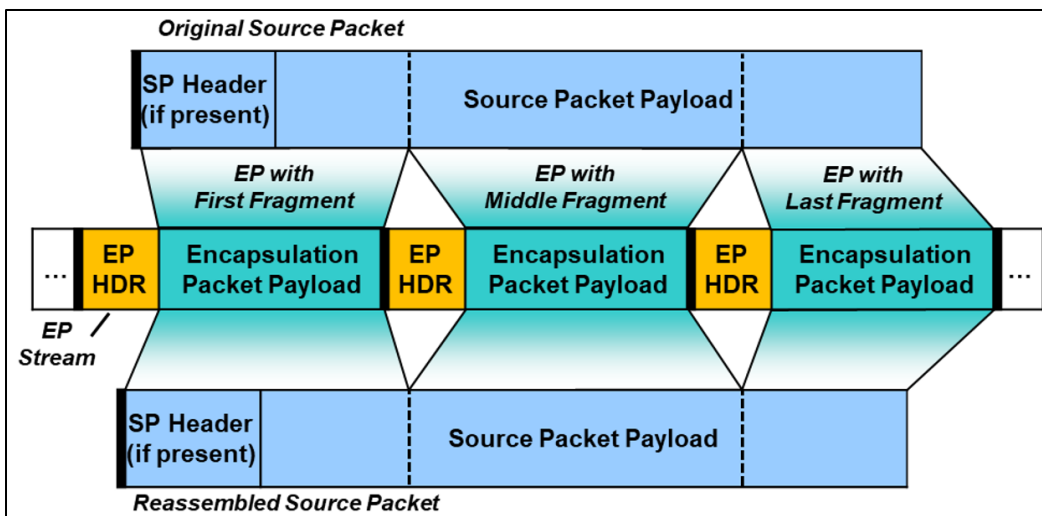 Original Source Packet
SP Header
(if present)
Source Packet Payload
EP with
First Fragment
EP with
Middle Fragment
EP with
Last Fragment
...
EP
HDR
Encapsulation
Packet Payload
EP
HDR
Encapsulation
Packet Payload
EP
HDR
Encapsulation
Packet Payload
...
EP
Stream
SP Header
(if present)
Source Packet Payload
Reassembled Source Packet